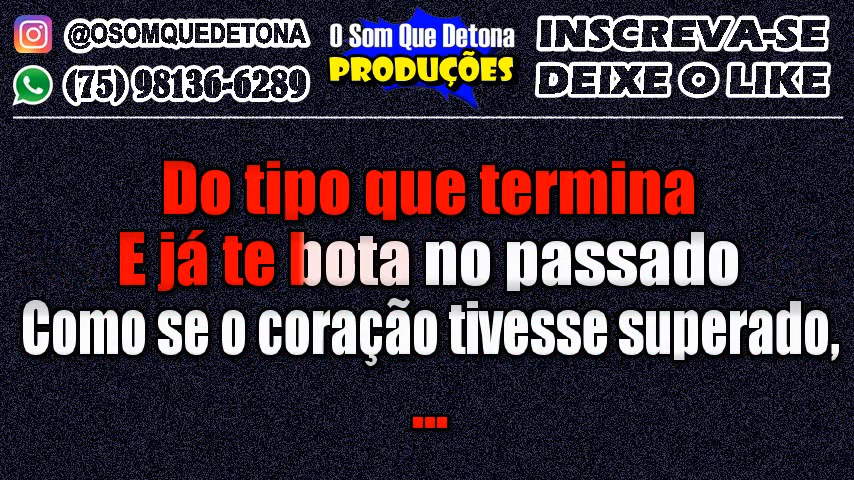 @OSOMQUEDETONA
(75) 98136-6289
O Som Que Detona
PRODUÇÕES
INSCREVA-SE
DEIXE O LIKE
Do tipo que termina
E já te bota no passado
Como se o coração tivesse superado,
...